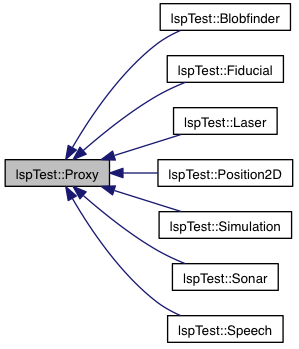 lspTest::Blobfinder
lspTest::Fiducial
lspTest::Laser
lspTest::Proxy
lspTest::Position2D
lspTest::Simulation
lspTest::Sonar
lspTest::Speech